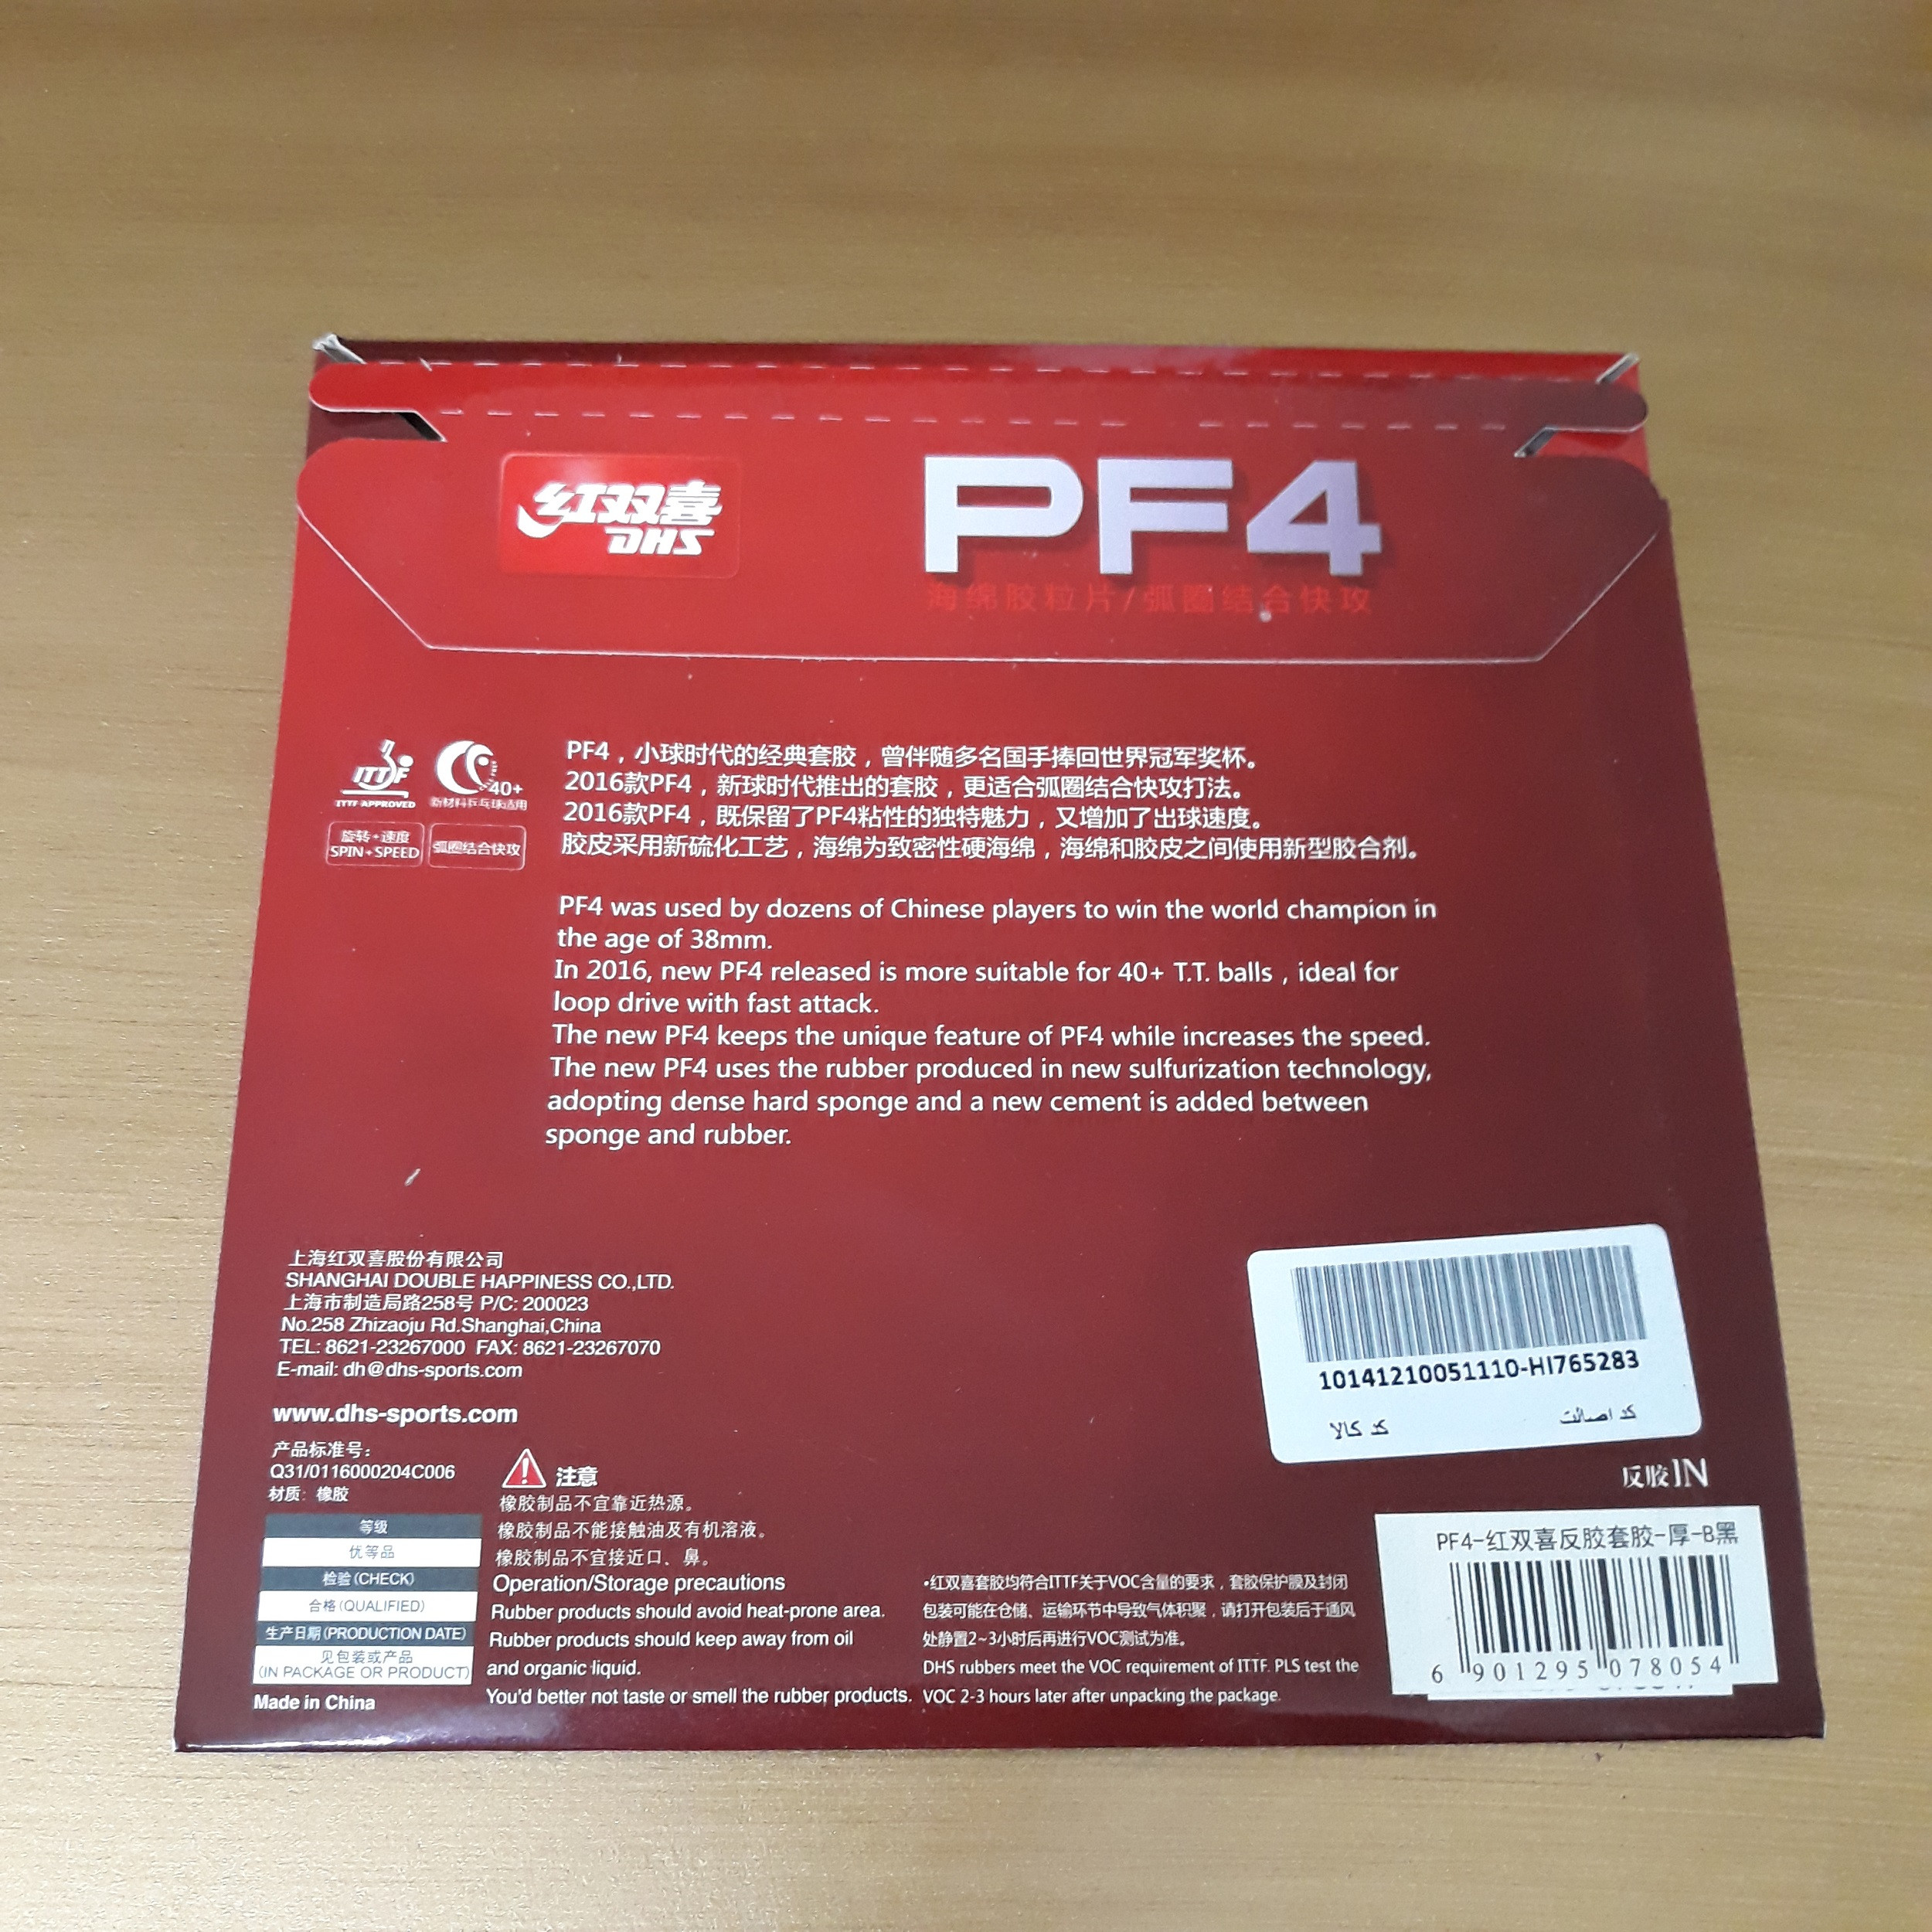 红双喜
DHS
PF4
海绵胶粒片/弧圈结合快攻
ITTF
ITTF APPROVED
40+
新材料乒乓球适用
旋转+速度
SPIN+SPEED
弧圈结合快攻
PF4，小球时代的经典套胶，曾伴随多名国手捧回世界冠军奖杯。
2016款PF4，新球时代推出的套胶，更适合弧圈结合快攻打法。
2016款PF4，既保留了PF4粘性的独特魅力，又增加了出球速度。
胶皮采用新硫化工艺，海绵为致密性硬海绵，海绵和胶皮之间使用新型胶合剂。
PF4 was used by dozens of Chinese players to win the world champion in
the age of 38mm.
In 2016, new PF4 released is more suitable for 40+ T.T. balls , ideal for
loop drive with fast attack.
The new PF4 keeps the unique feature of PF4 while increases the speed.
The new PF4 uses the rubber produced in new sulfurization technology,
adopting dense hard sponge and a new cement is added between
sponge and rubber.
上海红双喜股份有限公司
SHANGHAI DOUBLE HAPPINESS CO.,LTD.
上海市制造局路258号 P/C: 200023
No.258 Zhizaoju Rd.Shanghai,China
TEL: 8621-23267000 FAX: 8621-23267070
E-mail: dh@dhs-sports.com
www.dhs-sports.com
产品标准号：
Q31/0116000204C006
材质：橡胶
等级
优等品
检验(CHECK)
合格(QUALIFIED)
生产日期(PRODUCTION DATE)
见包装或产品
(IN PACKAGE OR PRODUCT)
Made in China
注意
橡胶制品不宜靠近热源。
橡胶制品不能接触油及有机溶液。
橡胶制品不宜接近口、鼻。
Operation/Storage precautions
Rubber products should avoid heat-prone area.
Rubber products should keep away from oil
and organic liquid.
You'd better not taste or smell the rubber products.
•红双喜套胶均符合ITTF关于VOC含量的要求，套胶保护膜及封闭
包装可能在仓储、运输环节中导致气体积聚，请打开包装后于通风
处静置2~3小时后再进行VOC测试为准。
DHS rubbers meet the VOC requirement of ITTF. PLS test the
VOC 2-3 hours later after unpacking the package.
10141210051110-HI765283
کد اصالت
کد کالا
反胶IN
PF4-红双喜反胶套胶-厚-B黑
6 901295 078054